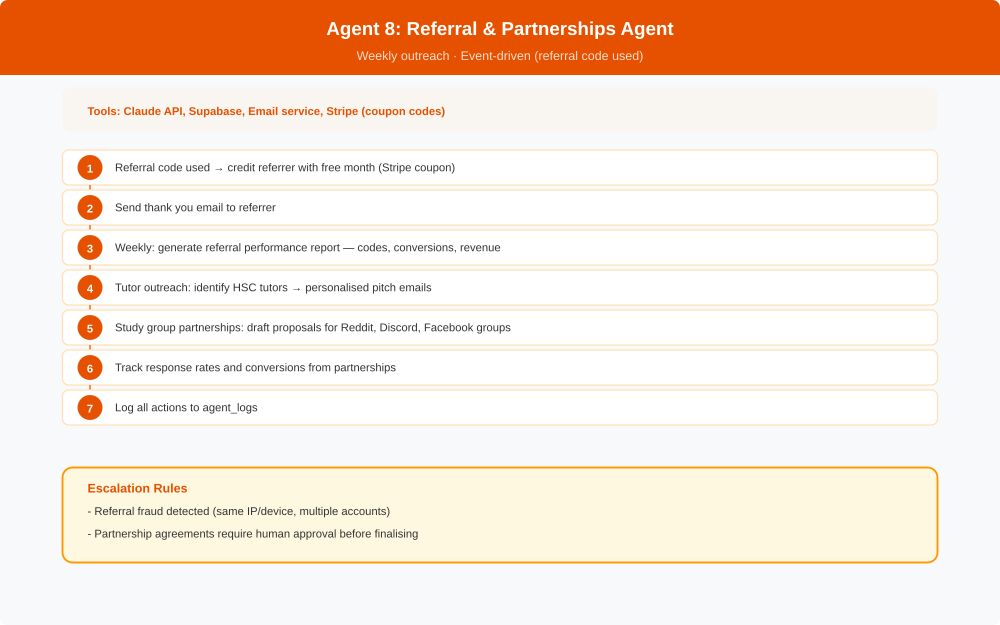 Agent 8: Referral & Partnerships Agent
Weekly outreach · Event-driven (referral code used)
Tools: Claude API, Supabase, Email service, Stripe (coupon codes)
1 Referral code used → credit referrer with free month (Stripe coupon)
2 Send thank you email to referrer
3 Weekly: generate referral performance report — codes, conversions, revenue
4 Tutor outreach: identify HSC tutors → personalised pitch emails
5 Study group partnerships: draft proposals for Reddit, Discord, Facebook groups
6 Track response rates and conversions from partnerships
7 Log all actions to agent_logs
Escalation Rules
- Referral fraud detected (same IP/device, multiple accounts)
- Partnership agreements require human approval before finalising